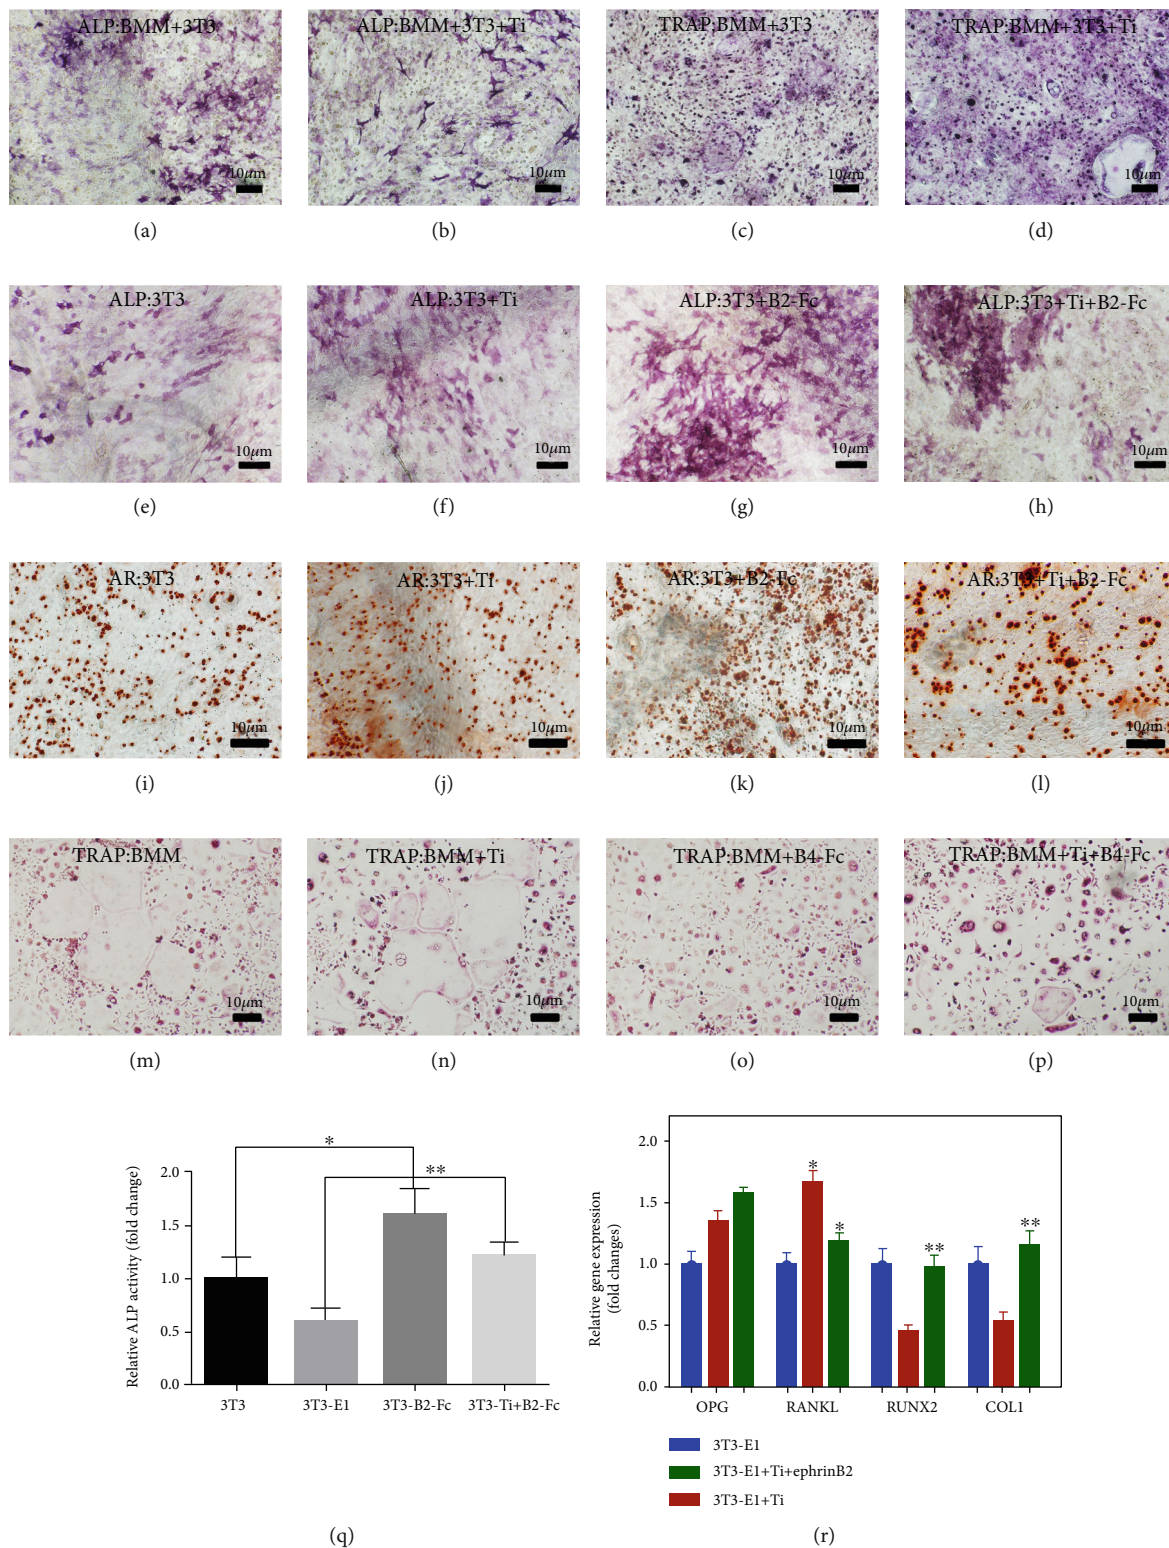 ALP:BMM+3T3
ALP:BMM+3T3+Ti
TRAP:BMM+3T3
TRAP:BMM+3T3+Ti
10μm
10μm
10μm
10μm
(a)
(b)
(c)
(d)
ALP:3T3
ALP:3T3+Ti
ALP:3T3+B2-Fc
ALP:3T3+Ti+B2-Fc
10μm
10μm
10μm
10μm
(e)
(f)
(g)
(h)
AR:3T3
AR:3T3+Ti
AR:3T3+B2-Fc
AR:3T3+Ti+B2-Fc
10μm
10μm
10μm
10μm
(i)
(j)
(k)
(l)
TRAP:BMM
TRAP:BMM+Ti
TRAP:BMM+B4-Fc
TRAP:BMM+Ti+B4-Fc
10μm
10μm
10μm
10μm
(m)
(n)
(o)
(p)
Relative ALP activity (fold change)
2.0
1.5
1.0
0.5
0.0
*
**
3T3
3T3-E1
3T3-B2-Fc
3T3-Ti+B2-Fc
(q)
Relative gene expression
(fold changes)
2.0
1.5
1.0
0.5
0.0
*
*
**
**
OPG
RANKL
RUNX2
COL1
3T3-E1
3T3-E1+Ti+ephrinB2
3T3-E1+Ti
(r)